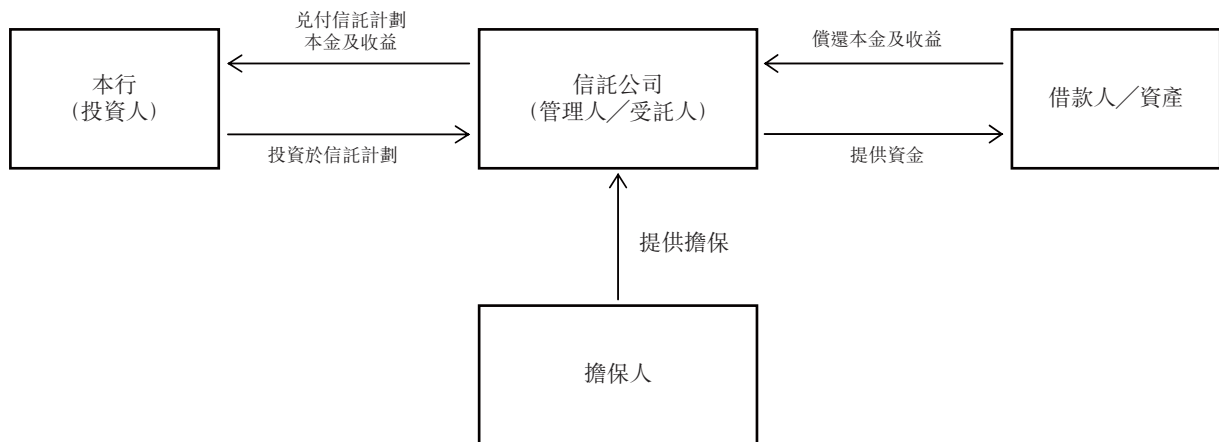 兑付信託計劃
本金及收益
償還本金及收益
本行
(投資人)
信託公司
(管理人／受託人)
借款人／資產
投資於信託計劃
提供資金
提供擔保
擔保人